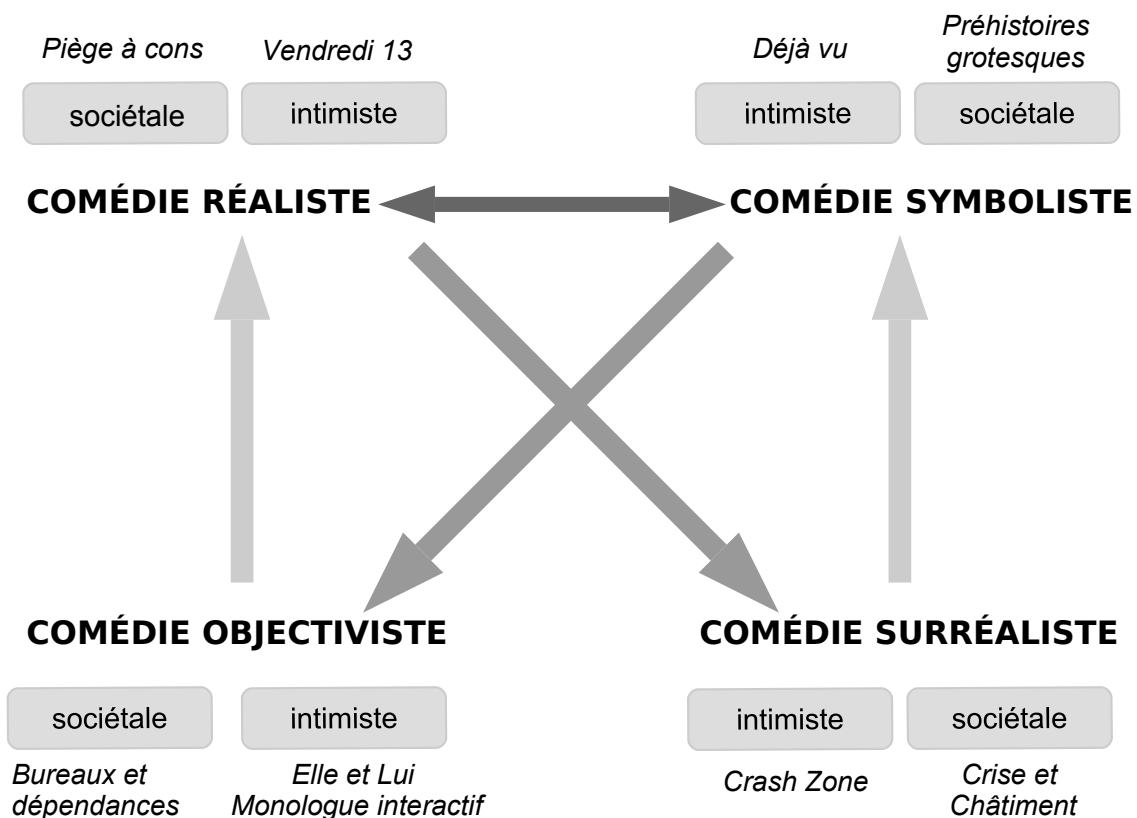 Piège à cons
Vendredi 13
Déjà vu
Préhistoires
grotesques
sociétale
intimiste
intimiste
sociétale
COMÉDIE RÉALISTE
COMÉDIE SYMBOLISTE
COMÉDIE OBJECTIVISTE
COMÉDIE SURRÉALISTE
sociétale
intimiste
intimiste
sociétale
Bureaux et
dépendances
Elle et Lui
Monologue interactif
Crash Zone
Crise et
Châtiment